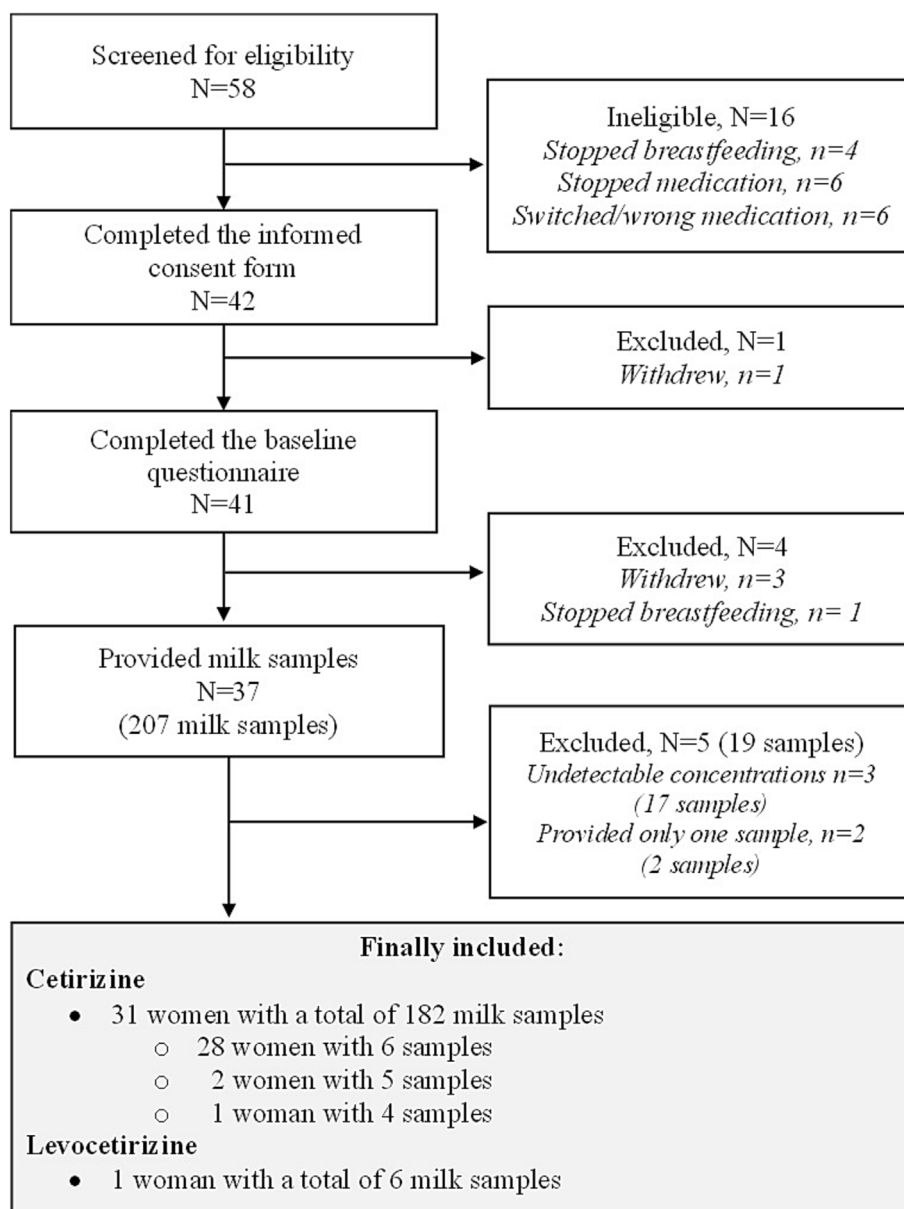 Screened for eligibility
N=58
Ineligible, N=16
Stopped breastfeeding, n=4
Stopped medication, n=6
Switched/wrong medication, n=6
Completed the informed
consent form
N=42
Excluded, N=1
Withdrew, n=1
Completed the baseline
questionnaire
N=41
Excluded, N=4
Withdrew, n=3
Stopped breastfeeding, n= 1
Provided milk samples
N=37
(207 milk samples)
Excluded, N=5 (19 samples)
Undetectable concentrations n=3
(17 samples)
Provided only one sample, n=2
(2 samples)
Finally included:
Cetirizine
• 31 women with a total of 182 milk samples
○ 28 women with 6 samples
○ 2 women with 5 samples
○ 1 woman with 4 samples
Levocetirizine
• 1 woman with a total of 6 milk samples